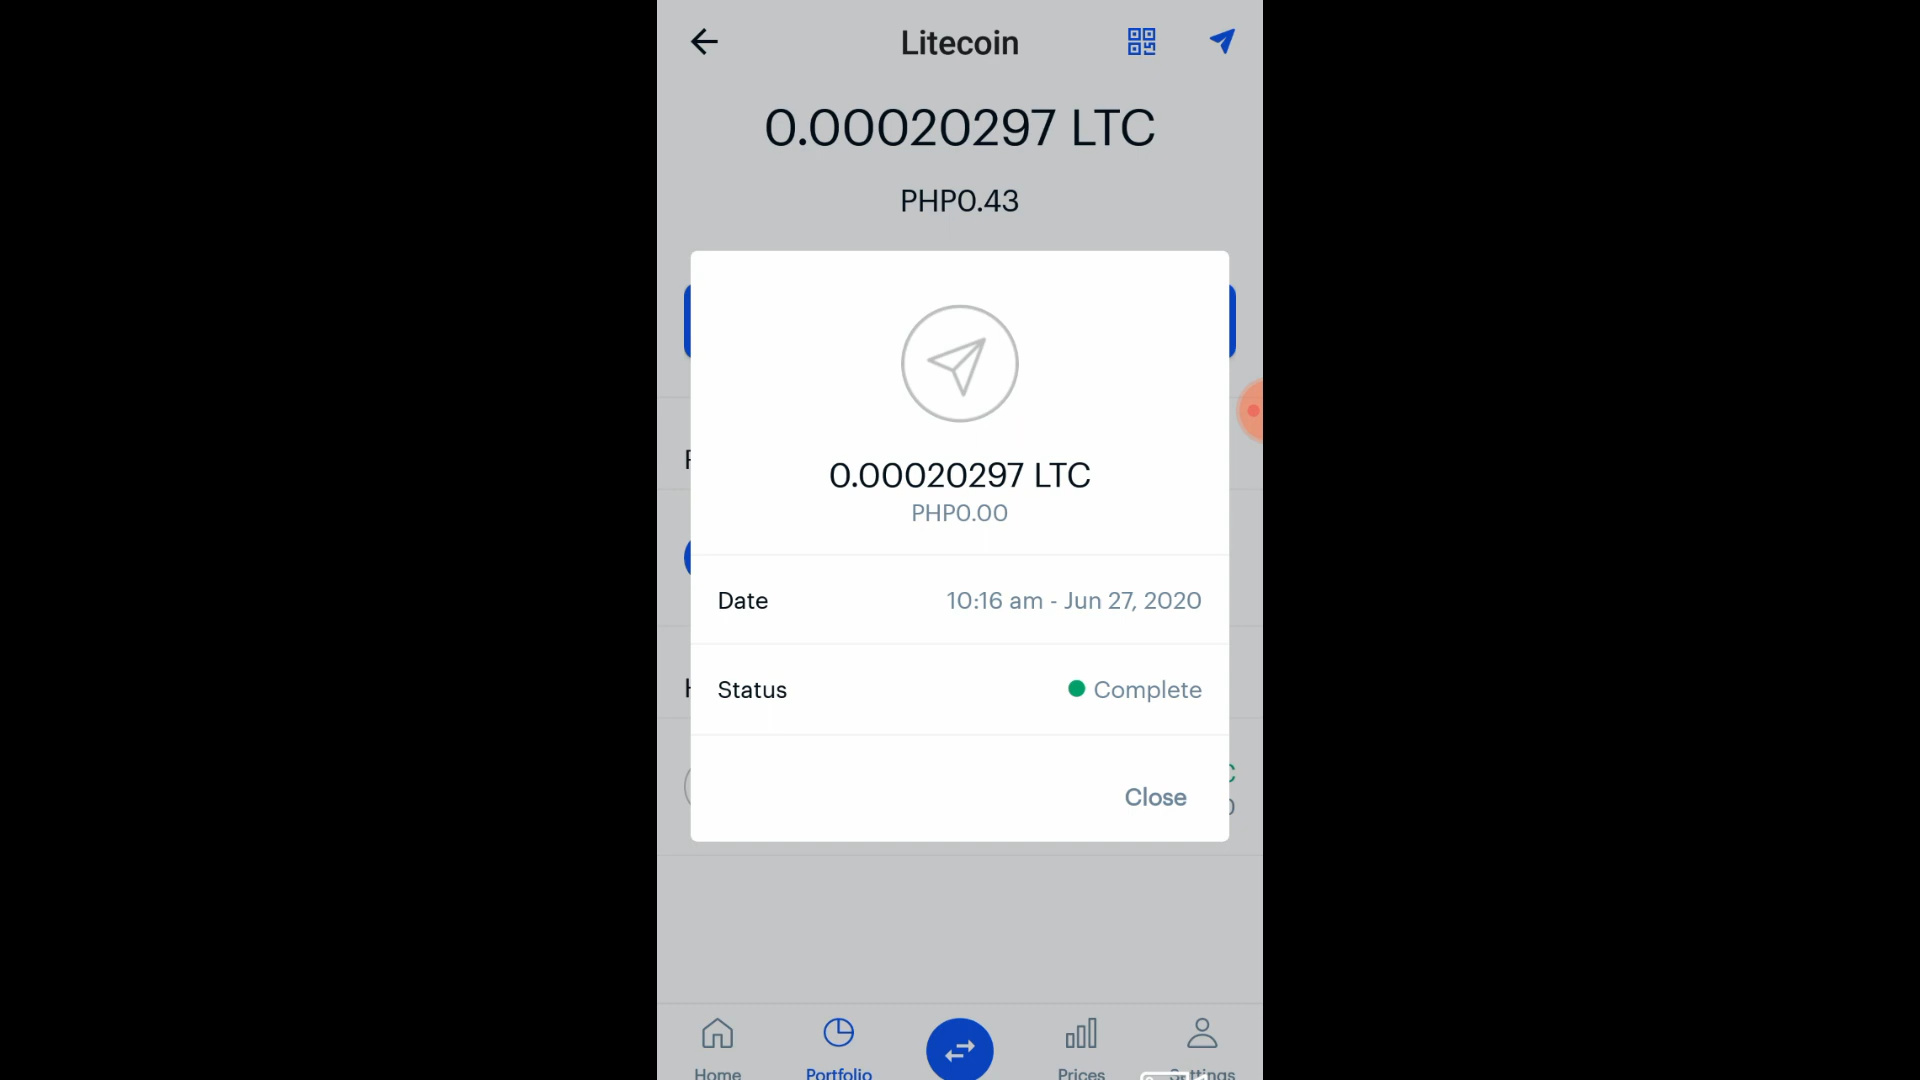 Litecoin
0.00020297 LTC
PHP0.43
0.00020297 LTC
PHP0.00
Date 10:16 am - Jun 27, 2020
Status Complete
Close
Home Portfolio Prices Settings